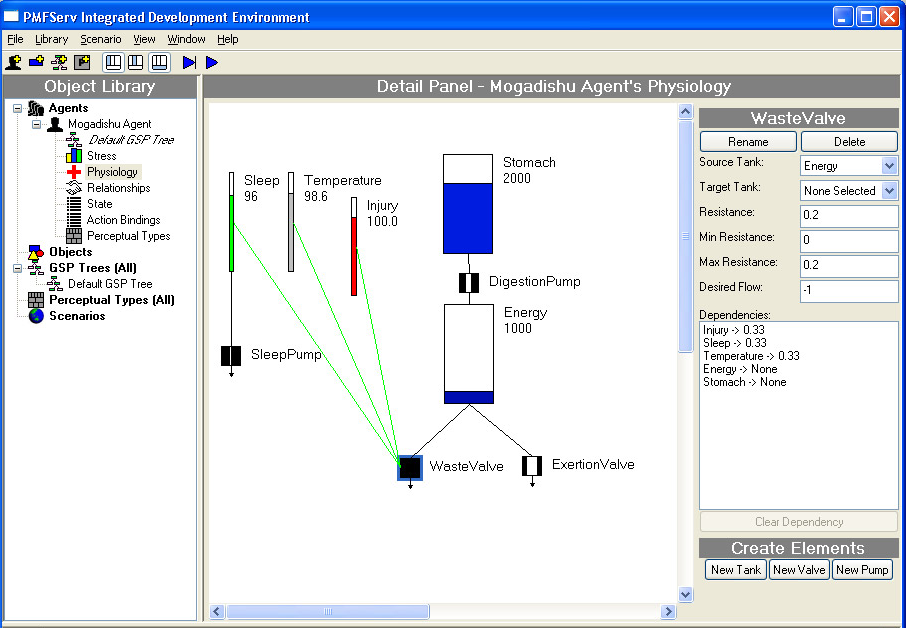 PMFServ Integrated Development Environment
File Library Scenario View Window Help
Object Library
Agents
Mogadishu Agent
Default GSP Tree
Stress
Physiology
Relationships
State
Action Bindings
Perceptual Types
Objects
GSP Trees (All)
Default GSP Tree
Perceptual Types (All)
Scenarios
Detail Panel - Mogadishu Agent's Physiology
Sleep
96
Temperature
98.6
Injury
100.0
Stomach
2000
DigestionPump
Energy
1000
SleepPump
WasteValve
ExertionValve
WasteValve
Rename Delete
Source Tank: Energy
Target Tank: None Selected
Resistance: 0.2
Min Resistance: 0
Max Resistance: 0.2
Desired Flow: -1
Dependencies:
Injury -> 0.33
Sleep -> 0.33
Temperature -> 0.33
Energy -> None
Stomach -> None
Clear Dependency
Create Elements
New Tank New Valve New Pump